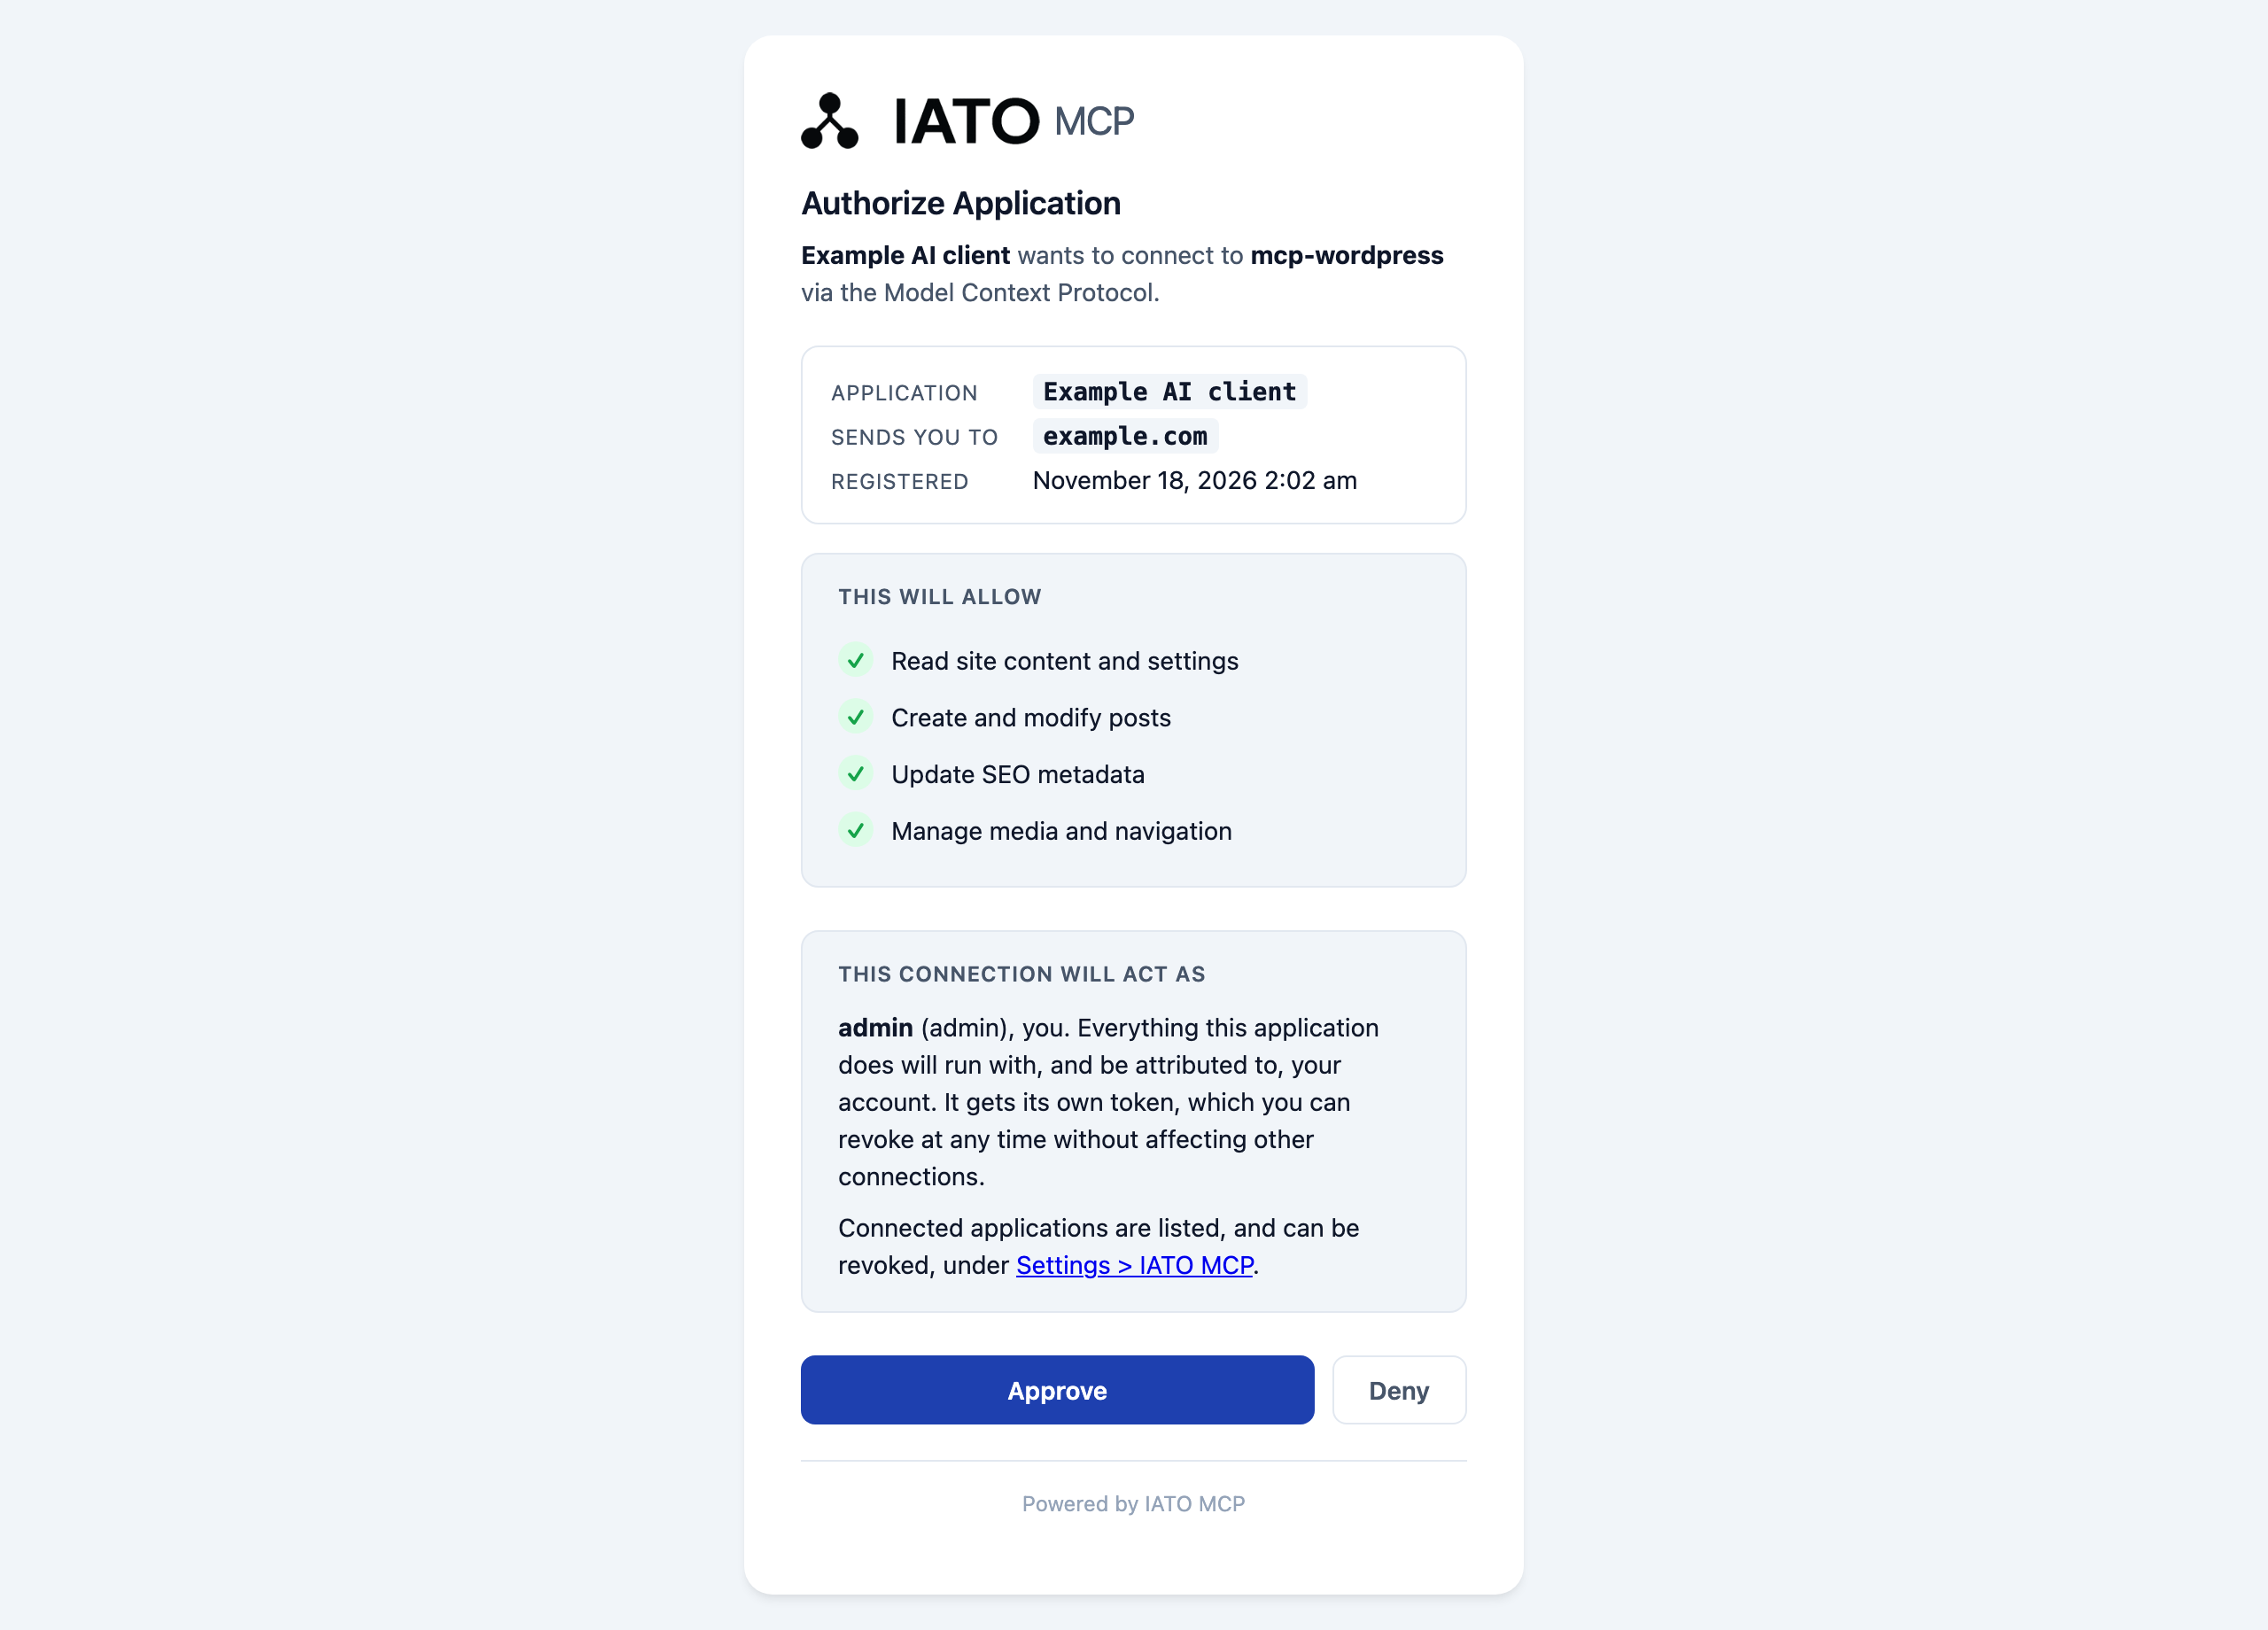 IATO MCP
Authorize Application
Example AI client wants to connect to mcp-wordpress
via the Model Context Protocol.
APPLICATION Example AI client
SENDS YOU TO example.com
REGISTERED November 18, 2026 2:02 am
THIS WILL ALLOW
Read site content and settings
Create and modify posts
Update SEO metadata
Manage media and navigation
THIS CONNECTION WILL ACT AS
admin (admin), you. Everything this application
does will run with, and be attributed to, your
account. It gets its own token, which you can
revoke at any time without affecting other
connections.
Connected applications are listed, and can be
revoked, under Settings > IATO MCP.
Approve Deny
Powered by IATO MCP